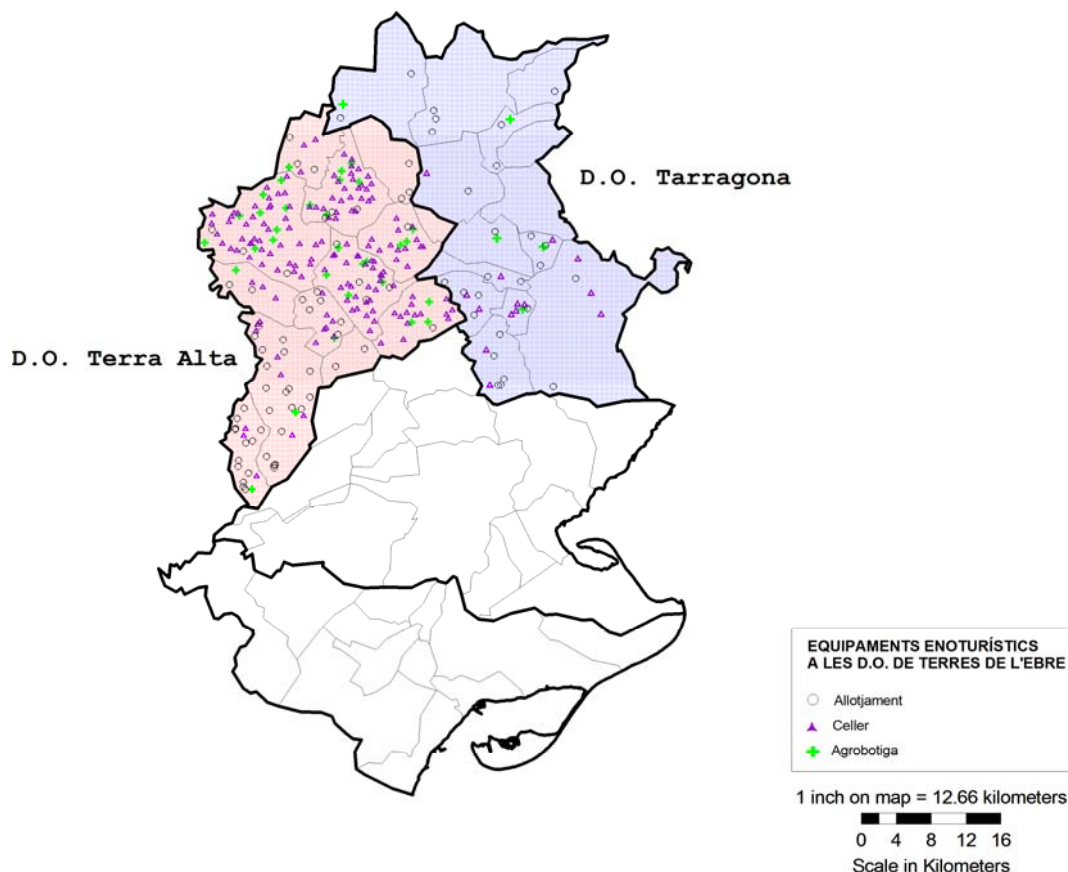 D.O. Tarragona
D.O. Terra Alta
EQUIPAMENTS ENOTURÍSTICS
A LES D.O. DE TERRES DE L'EBRE
Allotjament
Celler
Agrobotiga
1 inch on map = 12.66 kilometers
0 4 8 12 16
Scale in Kilometers